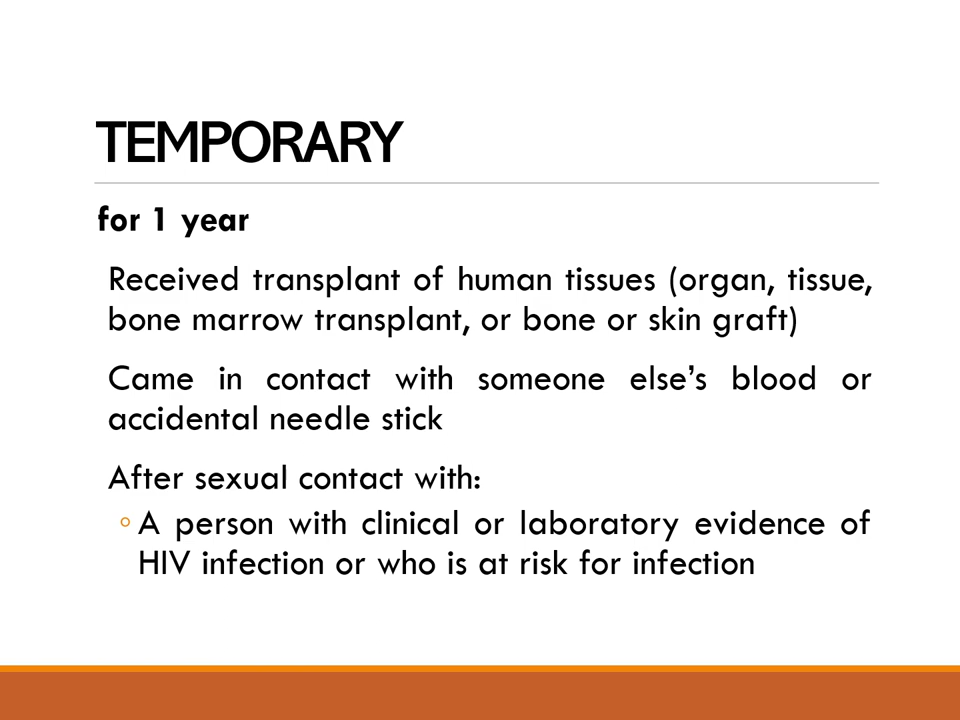 TEMPORARY
for 1 year
Received transplant of human tissues (organ, tissue,
bone marrow transplant, or bone or skin graft)
Came in contact with someone else’s blood or
accidental needle stick
After sexual contact with:
◦ A person with clinical or laboratory evidence of
HIV infection or who is at risk for infection